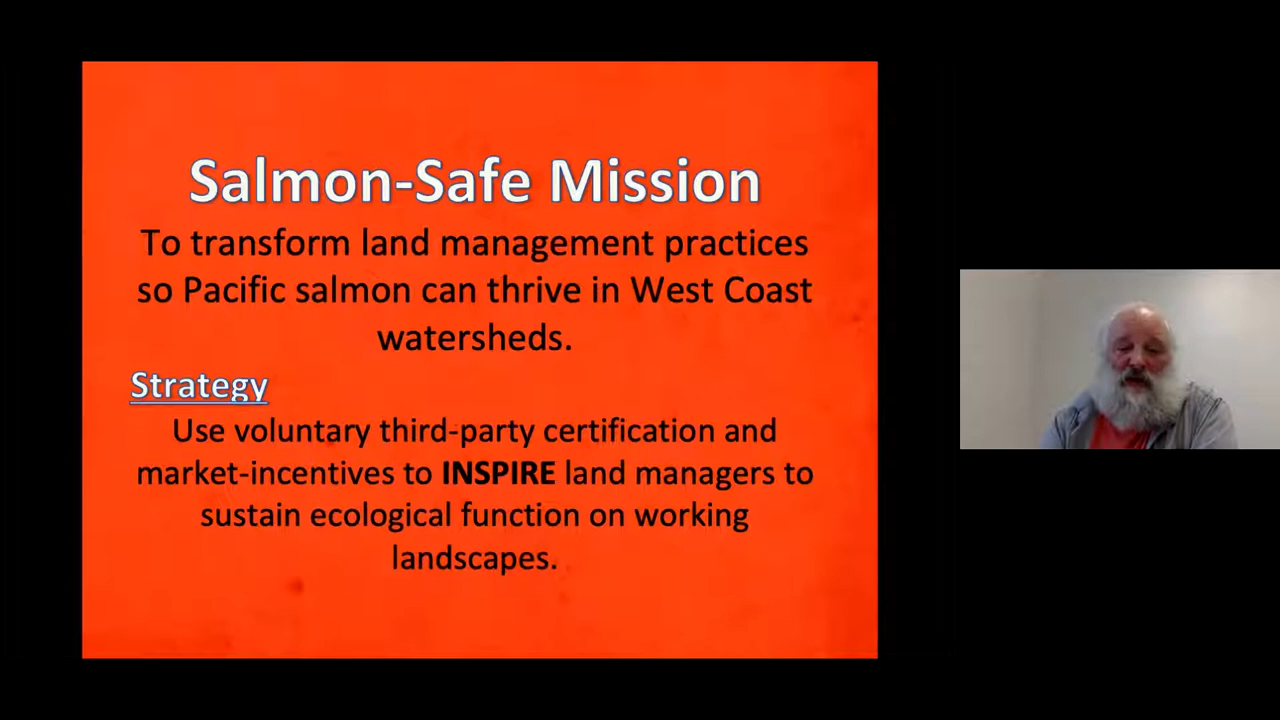 Salmon-Safe Mission
To transform land management practices
so Pacific salmon can thrive in West Coast
watersheds.
Strategy
Use voluntary third-party certification and
market-incentives to INSPIRE land managers to
sustain ecological function on working
landscapes.